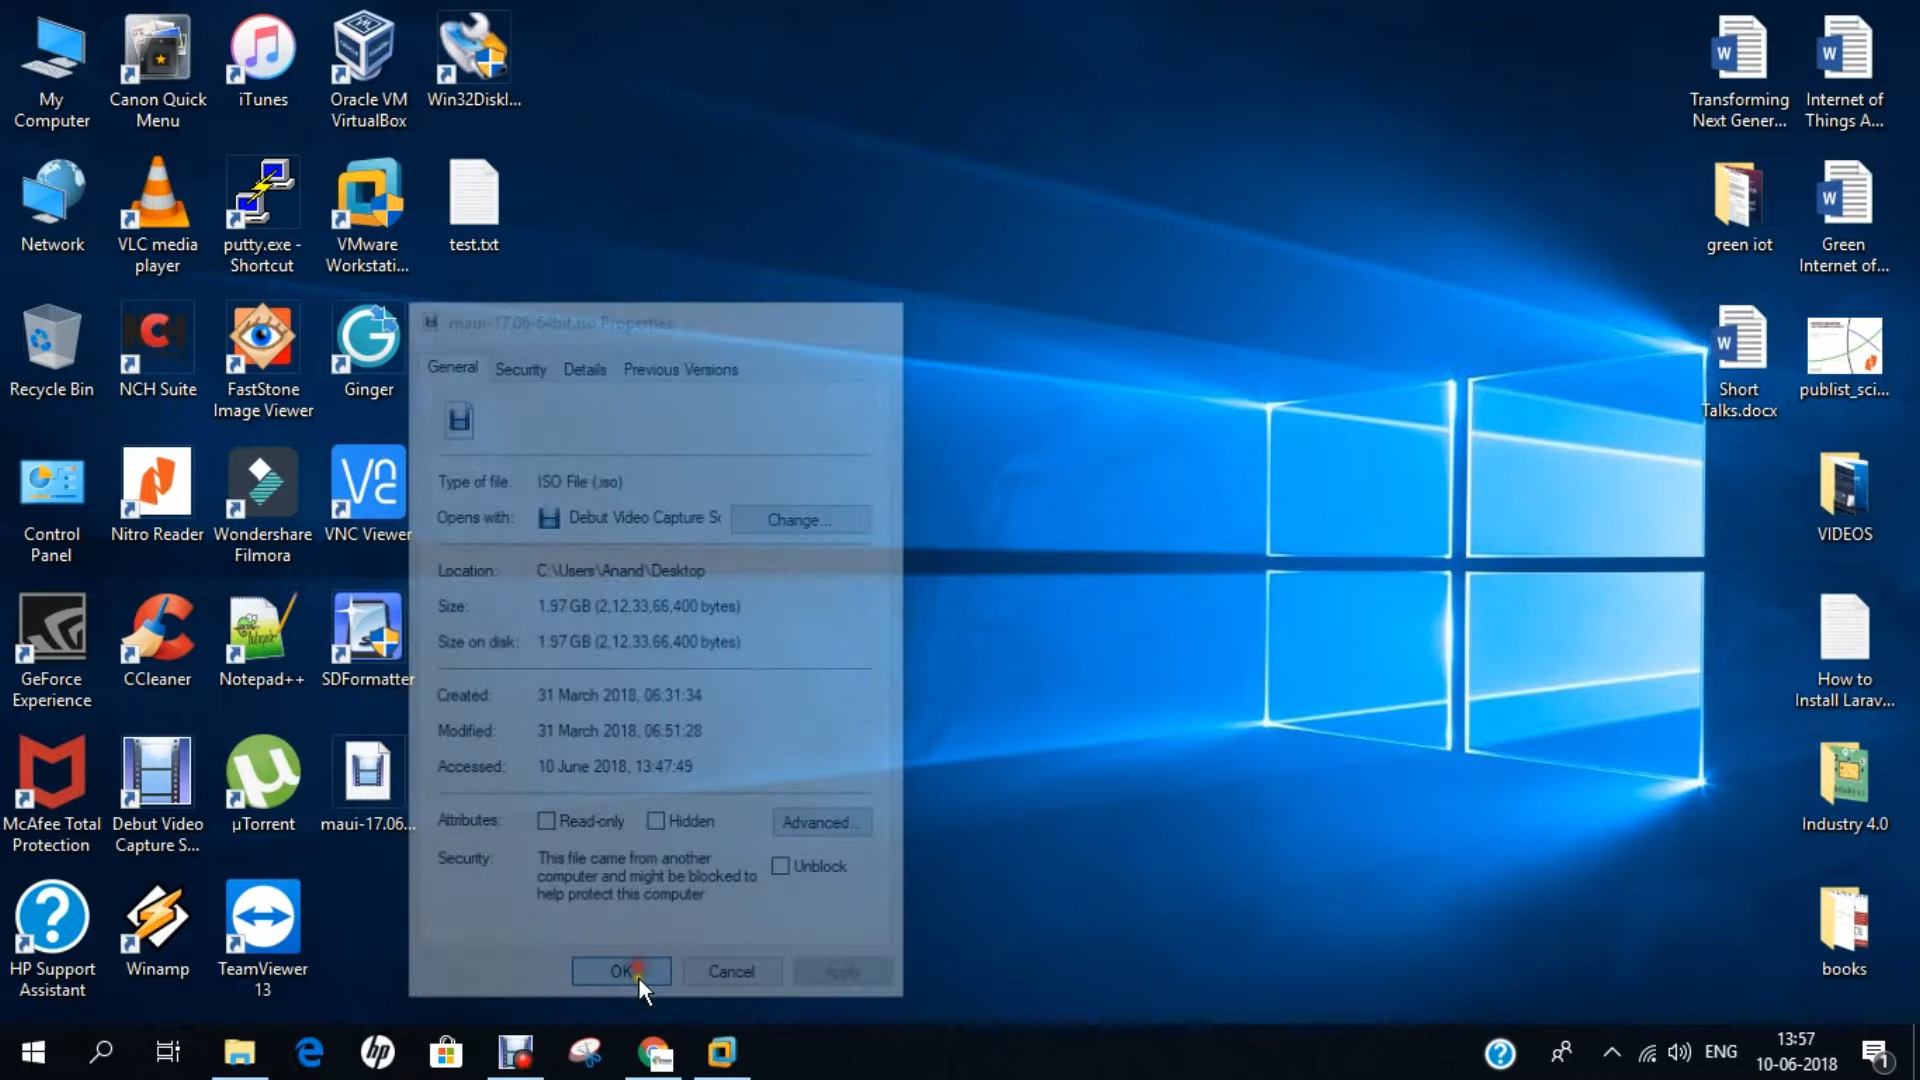 My
Computer
Canon Quick
Menu
iTunes
Oracle VM
VirtualBox
Win32DiskI...
Network
VLC media
player
putty.exe -
Shortcut
VMware
Workstati...
test.txt
Recycle Bin
NCH Suite
FastStone
Image Viewer
Ginger
Control
Panel
Nitro Reader
Wondershare
Filmora
VNC Viewer
GeForce
Experience
CCleaner
Notepad++
SDFormatter
McAfee Total
Protection
Debut Video
Capture S...
µTorrent
maui-17.06...
HP Support
Assistant
Winamp
TeamViewer
13
maui-17.06-64bit.iso Properties
General
Security
Details
Previous Versions
Type of file:
ISO File (.iso)
Opens with:
Debut Video Capture So
Change...
Location:
C:\Users\Anand\Desktop
Size:
1.97 GB (2,12,33,66,400 bytes)
Size on disk:
1.97 GB (2,12,33,66,400 bytes)
Created:
31 March 2018, 06:31:34
Modified:
31 March 2018, 06:51:28
Accessed:
10 June 2018, 13:47:49
Attributes:
Read-only
Hidden
Advanced...
Security:
This file came from another
computer and might be blocked to
help protect this computer
Unblock
OK
Cancel
Apply
Transforming
Next Gener...
Internet of
Things A...
green iot
Green
Internet of...
Short
Talks.docx
publist_sci...
VIDEOS
How to
Install Larav...
Industry 4.0
books
ENG
13:57
10-06-2018
1